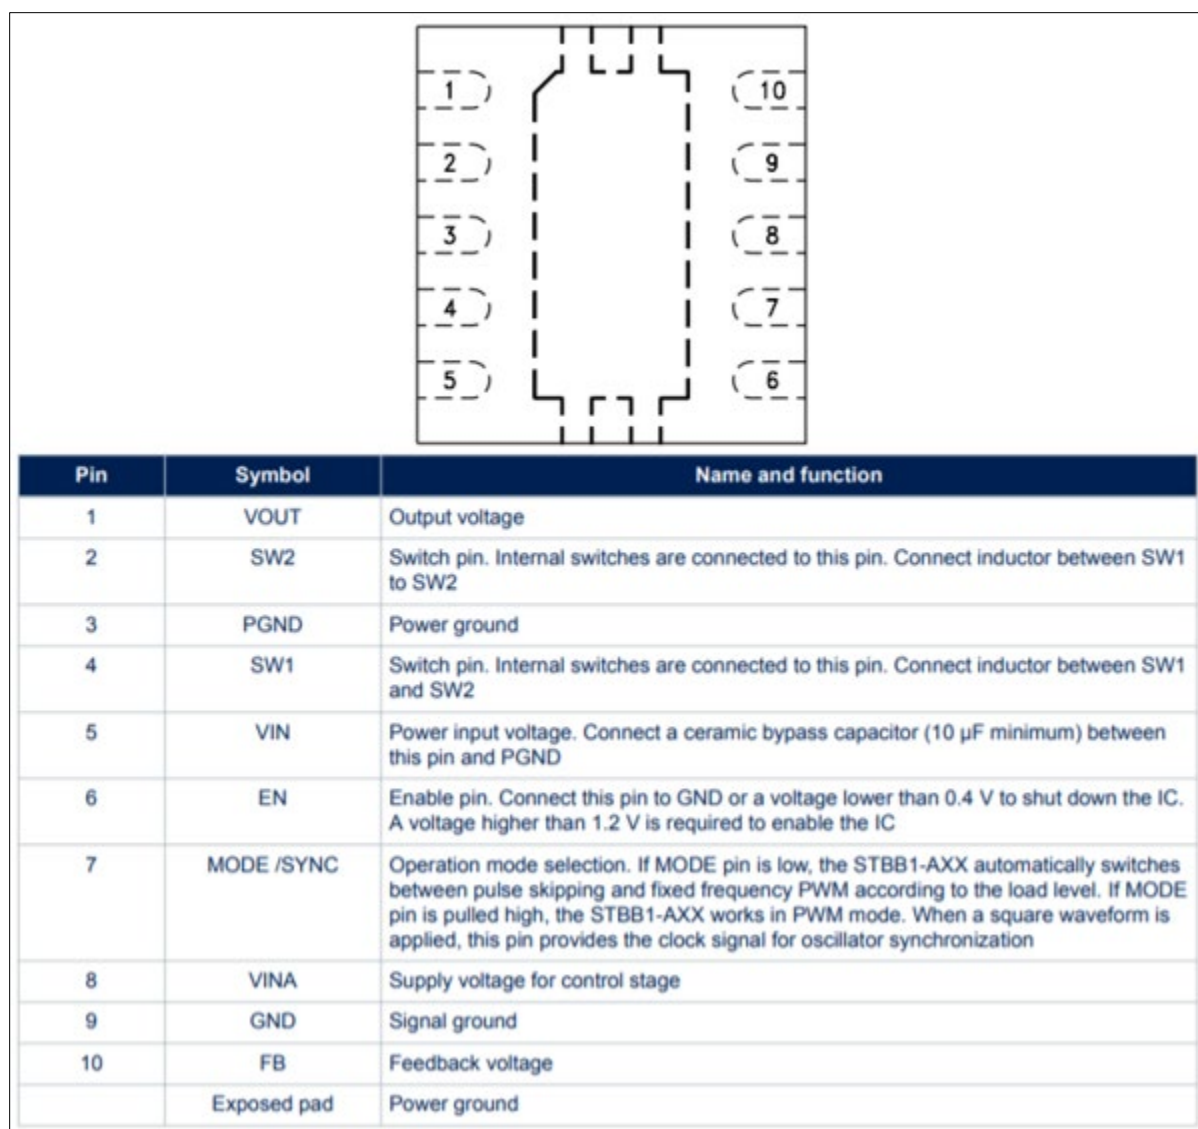 1 10
2 9
3 8
4 7
5 6
Pin Symbol Name and function
1 VOUT Output voltage
2 SW2 Switch pin. Internal switches are connected to this pin. Connect inductor between SW1
to SW2
3 PGND Power ground
4 SW1 Switch pin. Internal switches are connected to this pin. Connect inductor between SW1
and SW2
5 VIN Power input voltage. Connect a ceramic bypass capacitor (10 µF minimum) between
this pin and PGND
6 EN Enable pin. Connect this pin to GND or a voltage lower than 0.4 V to shut down the IC.
A voltage higher than 1.2 V is required to enable the IC
7 MODE /SYNC Operation mode selection. If MODE pin is low, the STBB1-AXX automatically switches
between pulse skipping and fixed frequency PWM according to the load level. If MODE
pin is pulled high, the STBB1-AXX works in PWM mode. When a square waveform is
applied, this pin provides the clock signal for oscillator synchronization
8 VINA Supply voltage for control stage
9 GND Signal ground
10 FB Feedback voltage
Exposed pad Power ground